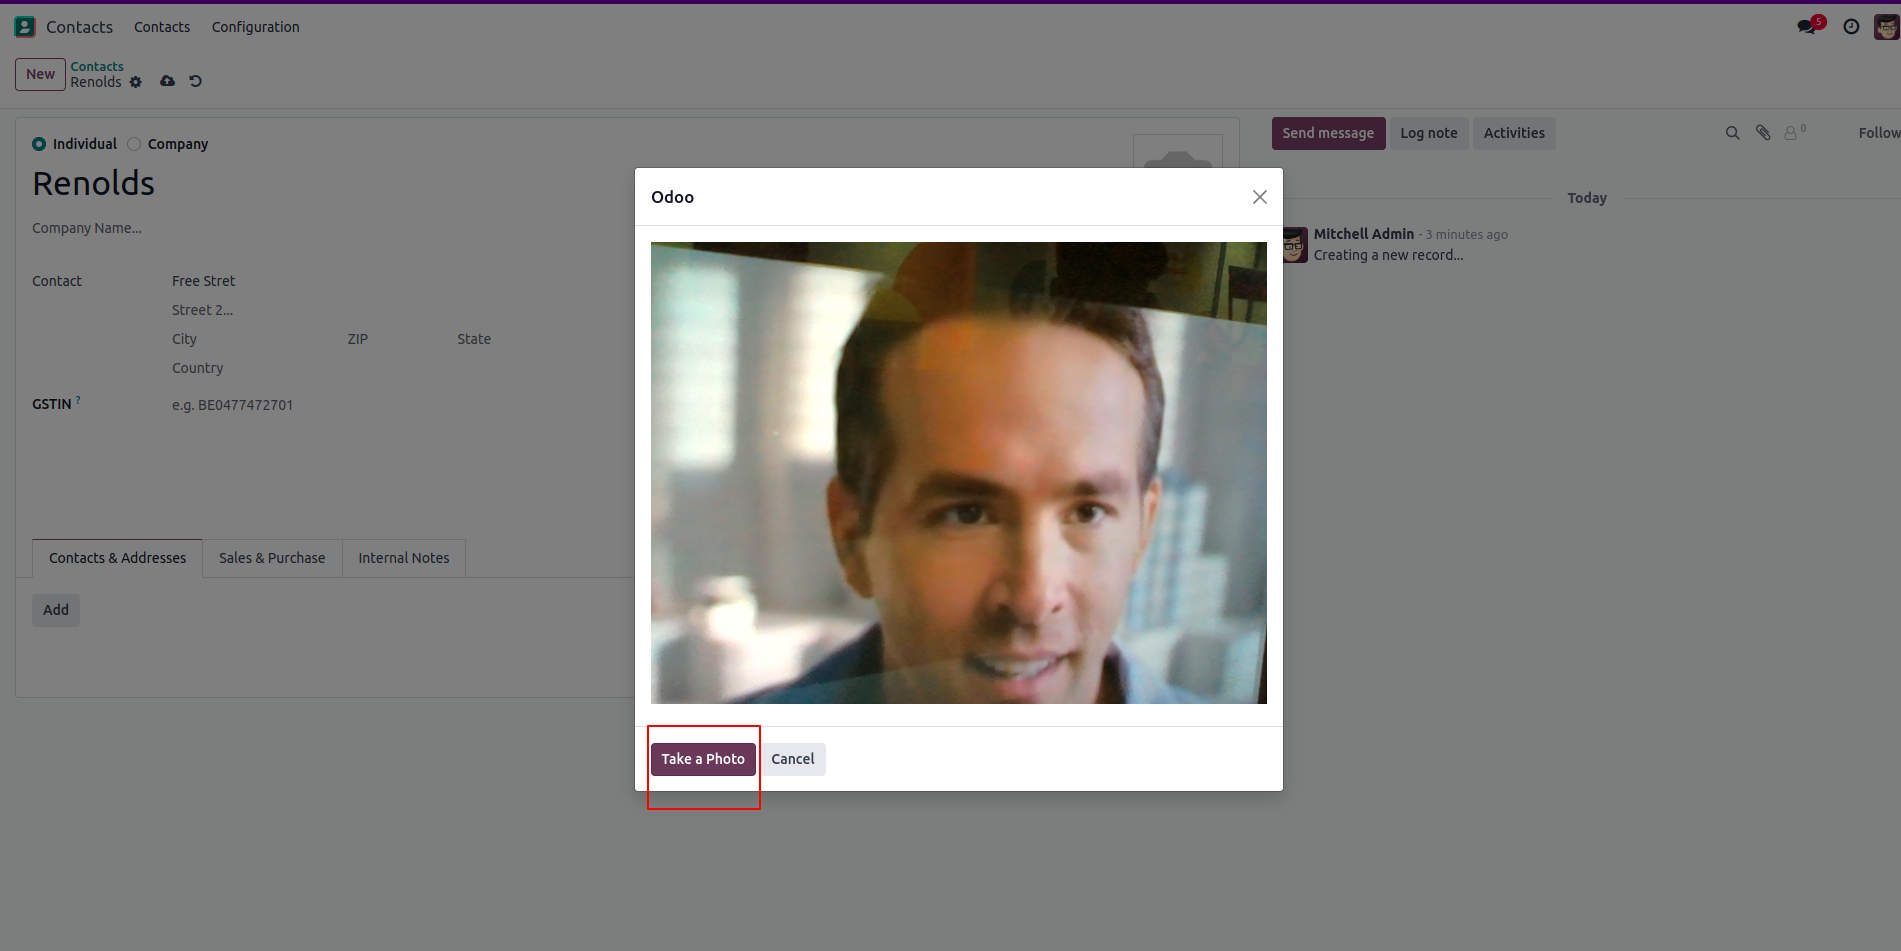 Contacts Contacts Configuration 5
New Contacts
Renolds
Individual Company
Renolds
Company Name...
Contact Free Stret
Street 2...
City ZIP State
Country
GSTIN ? e.g. BE0477472701
Contacts & Addresses Sales & Purchase Internal Notes
Add
Odoo
Take a Photo Cancel
Send message Log note Activities 0 Follow
Today
Mitchell Admin - 3 minutes ago
Creating a new record...